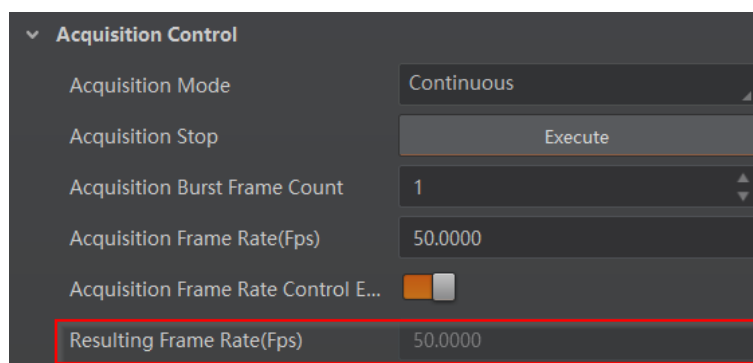 Acquisition Control
Acquisition Mode Continuous
Acquisition Stop Execute
Acquisition Burst Frame Count 1
Acquisition Frame Rate(Fps) 50.0000
Acquisition Frame Rate Control E...
Resulting Frame Rate(Fps) 50.0000